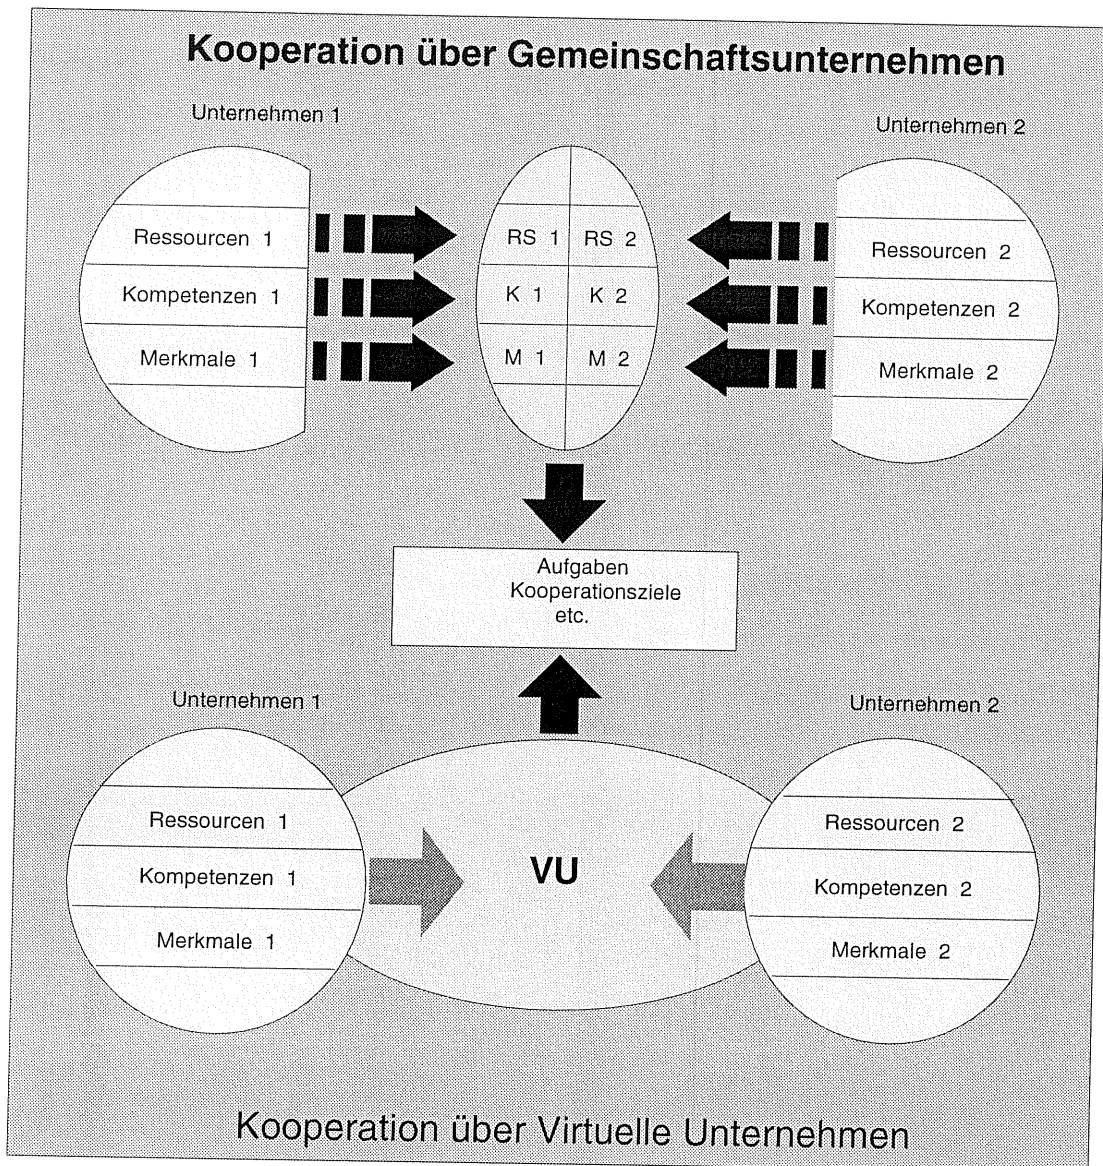 Kooperation über Gemeinschaftsunternehmen
Unternehmen 1
Unternehmen 2
Ressourcen 1
RS 1
RS 2
Ressourcen 2
Kompetenzen 1
K 1
K 2
Kompetenzen 2
Merkmale 1
M 1
M 2
Merkmale 2
Aufgaben
Kooperationsziele
etc.
Unternehmen 1
Unternehmen 2
Ressourcen 1
Ressourcen 2
Kompetenzen 1
VU
Kompetenzen 2
Merkmale 1
Merkmale 2
Kooperation über Virtuelle Unternehmen